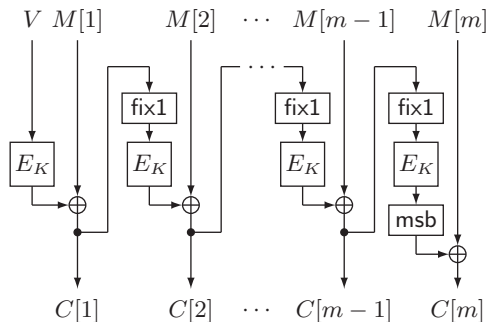 V M[1] M[2] ··· M[m − 1] M[m]
···
fix1 fix1 fix1
E_K E_K E_K E_K
msb
C[1] C[2] ··· C[m − 1] C[m]